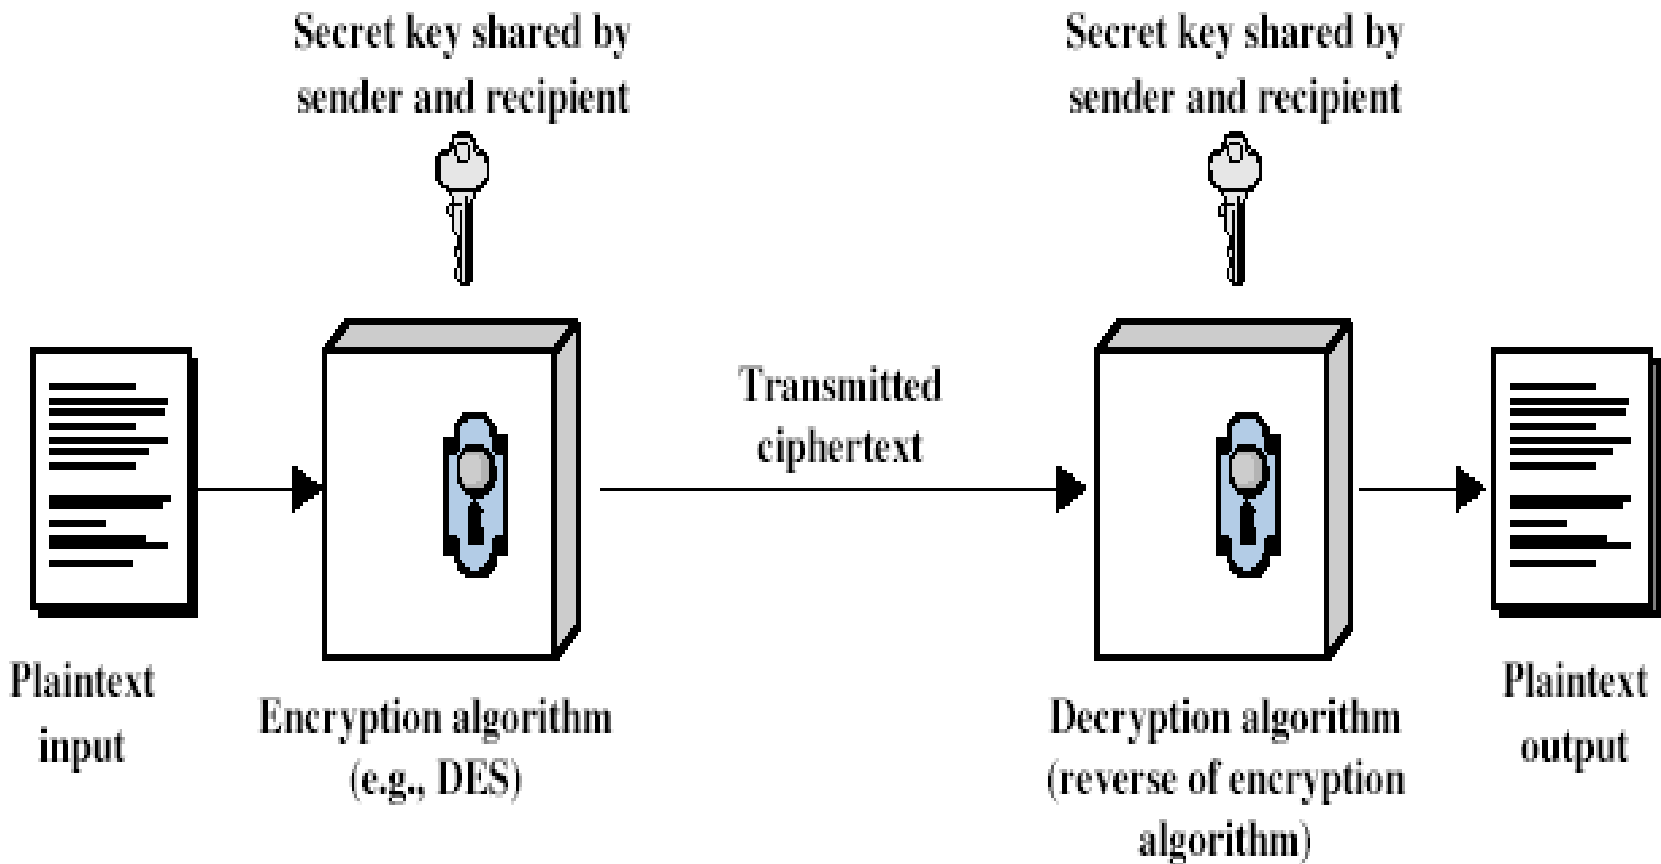 Secret key shared by
sender and recipient
Secret key shared by
sender and recipient
Transmitted
ciphertext
Plaintext
input
Encryption algorithm
(e.g., DES)
Decryption algorithm
(reverse of encryption
algorithm)
Plaintext
output